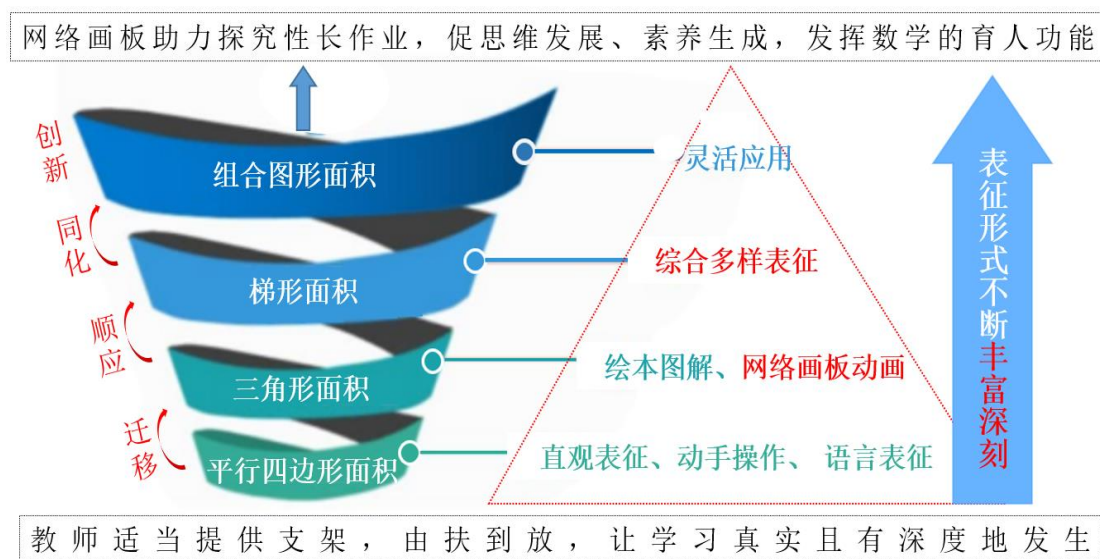 网络画板助力探究性长作业，促思维发展、素养生成，发挥数学的育人功能
创新
组合图形面积
灵活应用
同化
梯形面积
综合多样表征
顺应
三角形面积
绘本图解、网络画板动画
迁移
平行四边形面积
直观表征、动手操作、 语言表征
表征形式不断丰富深刻
教师适当提供支架，由扶到放，让学习真实且有深度地发生